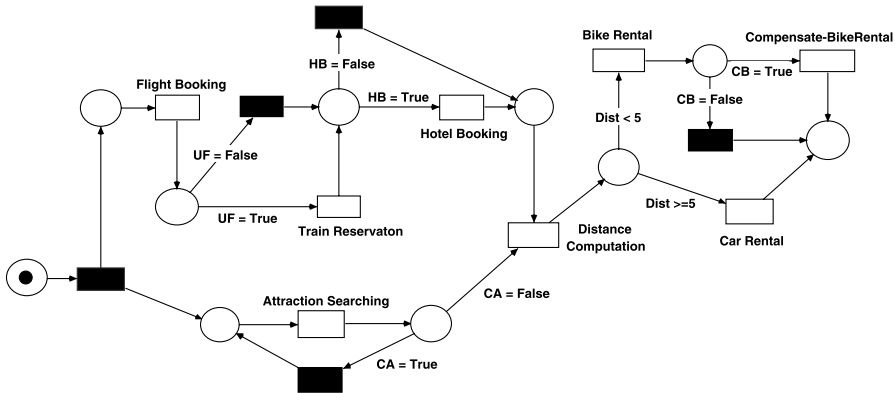 Bike Rental
Compensate-BikeRental
HB = False
CB = True
Flight Booking
CB = False
HB = True
Hotel Booking
Dist < 5
UF = False
UF = True
Train Reservaton
Dist >=5
Distance
Computation
Car Rental
CA = False
Attraction Searching
CA = True